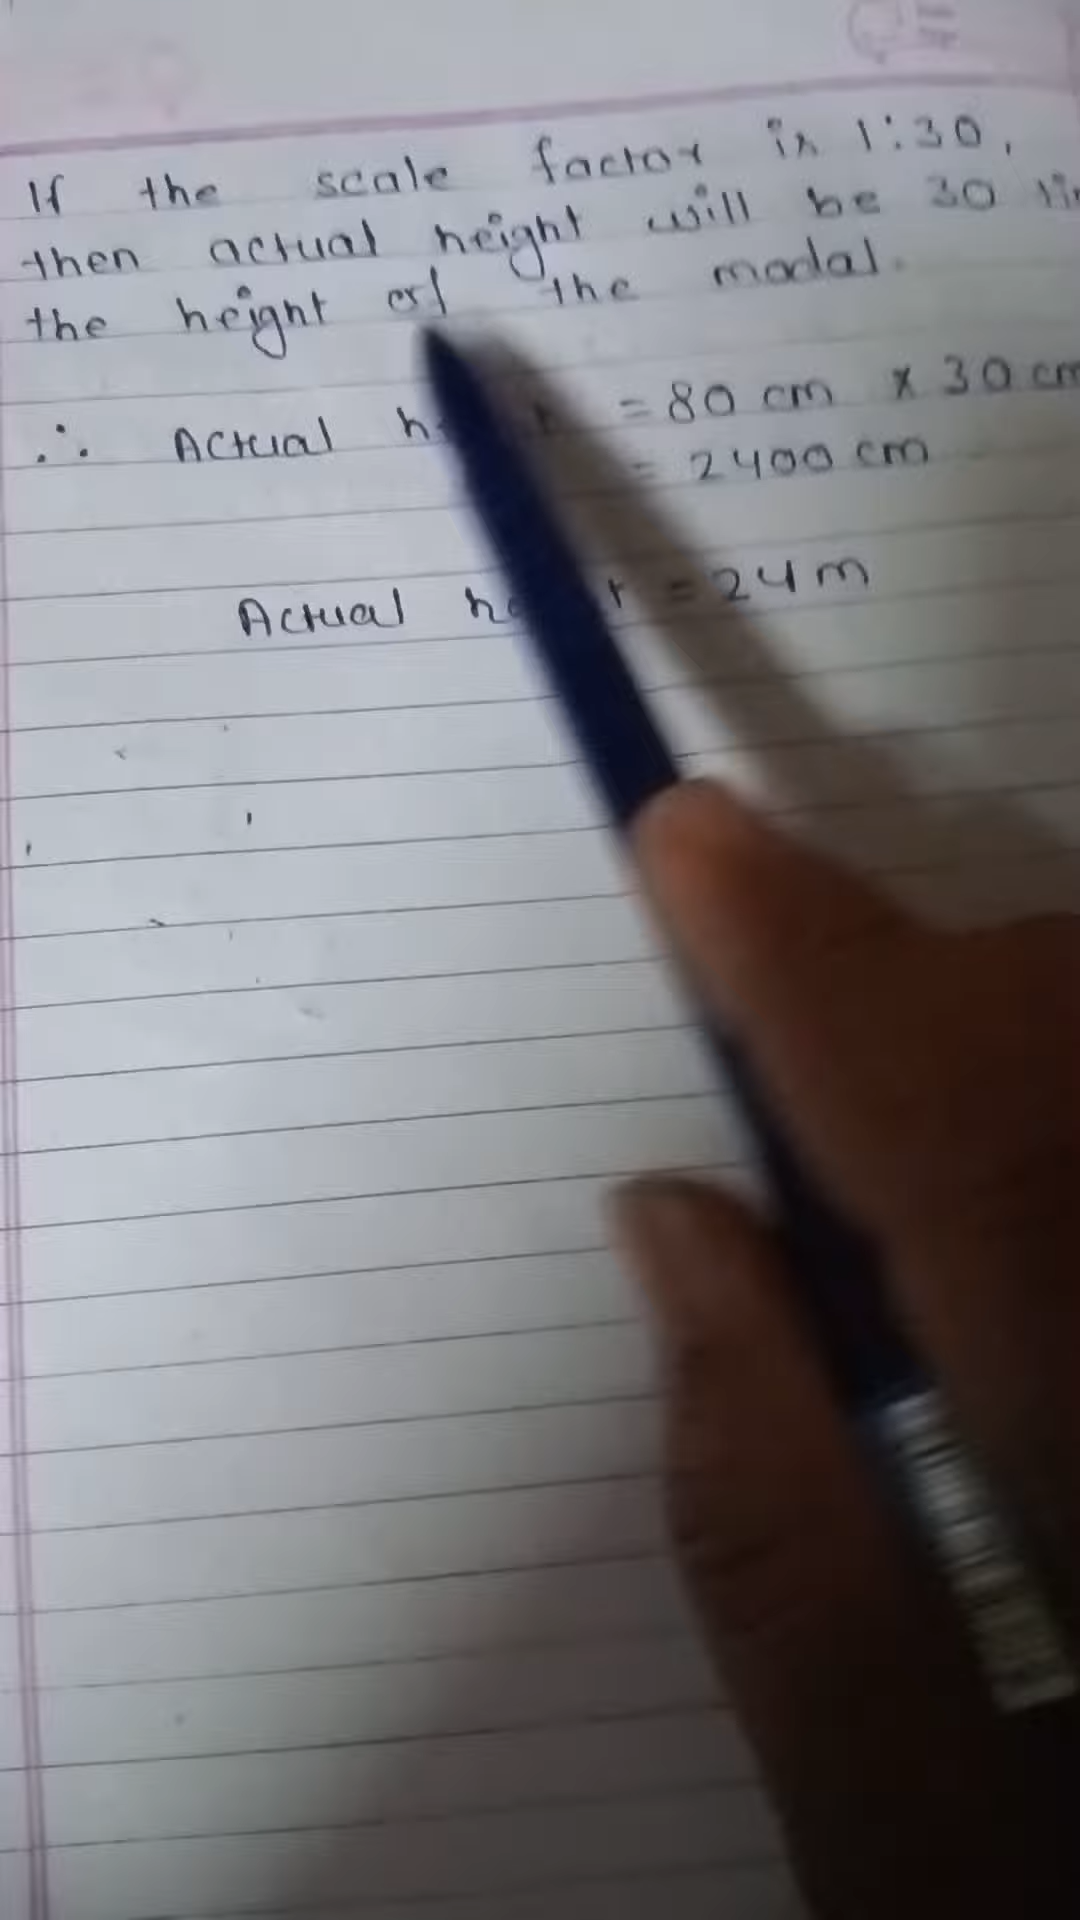 If the scale factor is 1:30,
then actual height will be 30
the height of the modal.
∴ Actual = 80 cm × 30 cm
= 2400 cm
Actual = 24 m